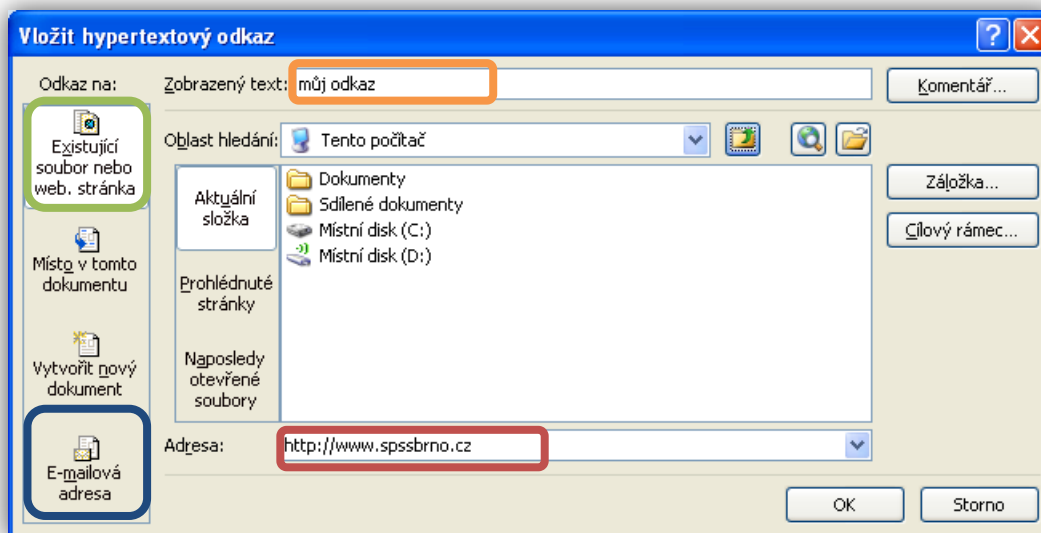 Vložit hypertextový odkaz
Odkaz na:
Zobrazený text:
můj odkaz
Komentář...
Existující
soubor nebo
web. stránka
Oblast hledání:
Tento počítač
Aktuální
složka
Dokumenty
Sdílené dokumenty
Místní disk (C:)
Místní disk (D:)
Záložka...
Cílový rámec...
Místo v tomto
dokumentu
Prohlédnuté
stránky
Vytvořit nový
dokument
Naposledy
otevřené
soubory
E-mailová
adresa
Adresa:
http://www.spssbrno.cz
OK
Storno